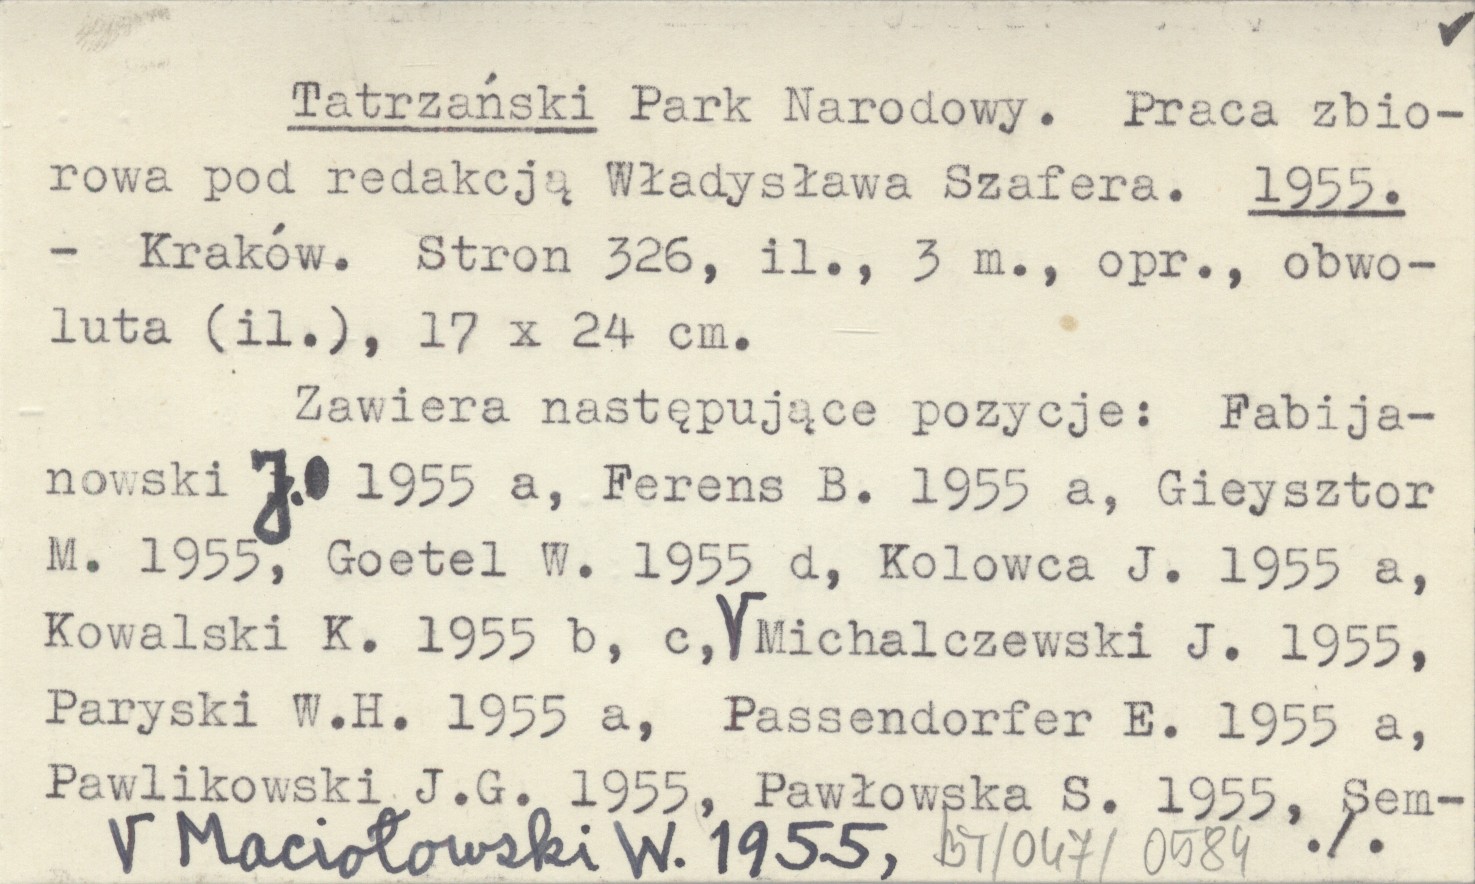 Tatrzański Park Narodowy. Praca zbio-
rowa pod redakcją Władysława Szafera. 1955.
- Kraków. Stron 326, il., 3 m., opr., obwo-
luta (il.), 17 x 24 cm.
Zawiera następujące pozycje: Fabija-
nowski J. 1955 a, Ferens B. 1955 a, Gieysztor
M. 1955, Goetel W. 1955 d, Kolowca J. 1955 a,
Kowalski K. 1955 b, c, V Michalczewski J. 1955,
Paryski W.H. 1955 a, Passendorfer E. 1955 a,
Pawlikowski J.G. 1955, Pawłowska S. 1955, Sem-
V Maciołowski W. 1955, /047/ 0584 ./.